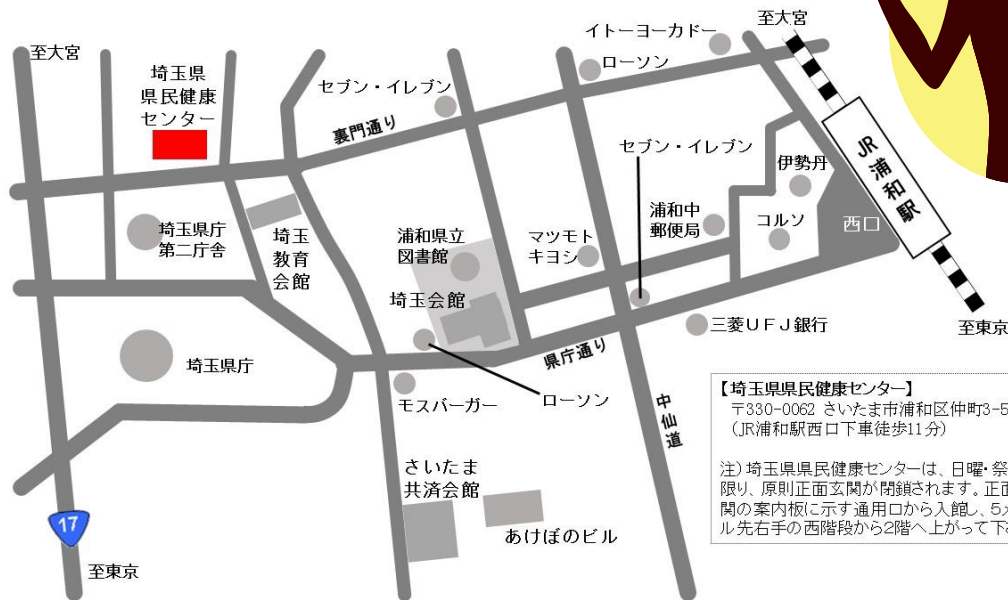 至大宮
埼玉県
県民健康
センター
セブン・イレブン
裏門通り
イトーヨーカドー
ローソン
至大宮
JR浦和駅
西口
至東京
セブン・イレブン
伊勢丹
コルソ
浦和中
郵便局
マツモト
キヨシ
浦和県立
図書館
埼玉会館
埼玉
教育
会館
埼玉県庁
第二庁舎
埼玉県庁
三菱UFJ銀行
県庁通り
ローソン
モスバーガー
中仙道
さいたま
共済会館
あけぼのビル
17
至東京
【埼玉県県民健康センター】
〒330-0062 さいたま市浦和区仲町3-5
(JR浦和駅西口下車徒歩11分)
注)埼玉県県民健康センターは、日曜・祭
限り、原則正面玄関が閉鎖されます。正面
関の案内板に示す通用口から入館し、5
ル先右手の西階段から2階へ上がって下